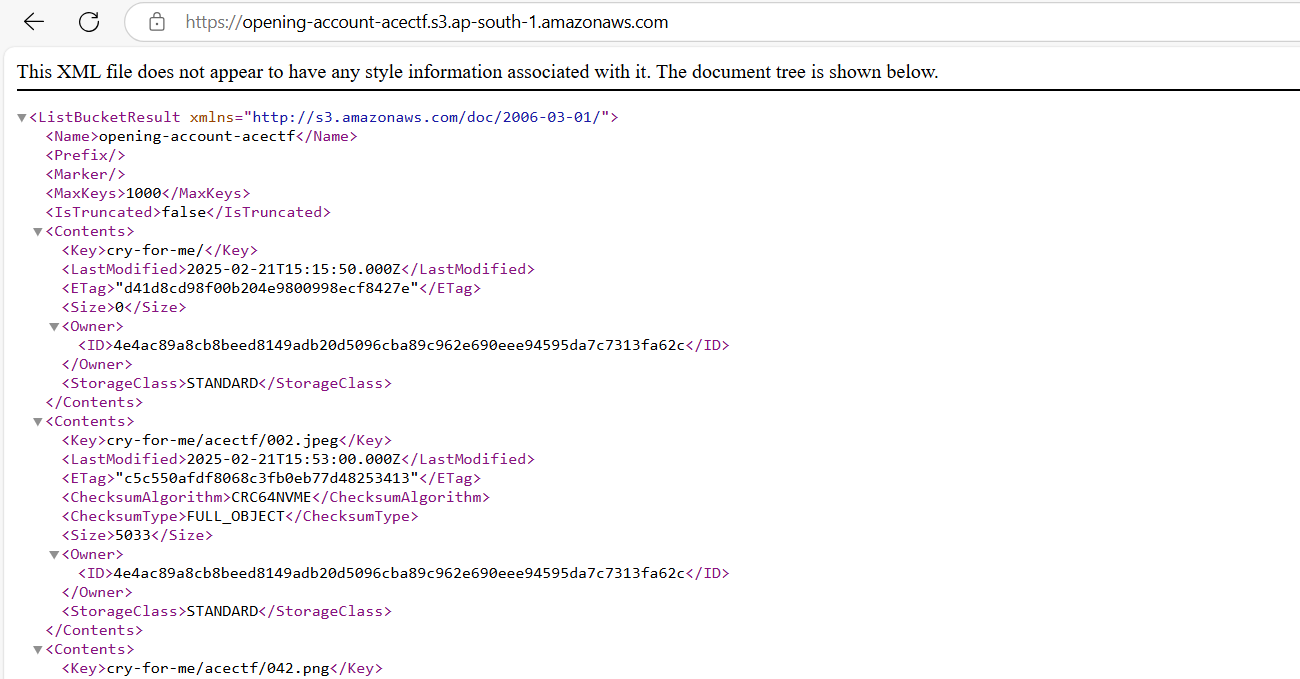 https://opening-account-acectf.s3.ap-south-1.amazonaws.com
This XML file does not appear to have any style information associated with it. The document tree is shown below.
▼<ListBucketResult xmlns="http://s3.amazonaws.com/doc/2006-03-01/">
<Name>opening-account-acectf</Name>
<Prefix/>
<Marker/>
<MaxKeys>1000</MaxKeys>
<IsTruncated>false</IsTruncated>
▼<Contents>
<Key>cry-for-me/</Key>
<LastModified>2025-02-21T15:15:50.000Z</LastModified>
<ETag>"d41d8cd98f00b204e9800998ecf8427e"</ETag>
<Size>0</Size>
▼<Owner>
<ID>4e4ac89a8cb8beed8149adb20d5096cba89c962e690eee94595da7c7313fa62c</ID>
</Owner>
<StorageClass>STANDARD</StorageClass>
</Contents>
▼<Contents>
<Key>cry-for-me/acectf/002.jpeg</Key>
<LastModified>2025-02-21T15:53:00.000Z</LastModified>
<ETag>"c5c550afdf8068c3fb0eb77d48253413"</ETag>
<ChecksumAlgorithm>CRC64NVME</ChecksumAlgorithm>
<ChecksumType>FULL_OBJECT</ChecksumType>
<Size>5033</Size>
▼<Owner>
<ID>4e4ac89a8cb8beed8149adb20d5096cba89c962e690eee94595da7c7313fa62c</ID>
</Owner>
<StorageClass>STANDARD</StorageClass>
</Contents>
▼<Contents>
<Key>cry-for-me/acectf/042.png</Key>